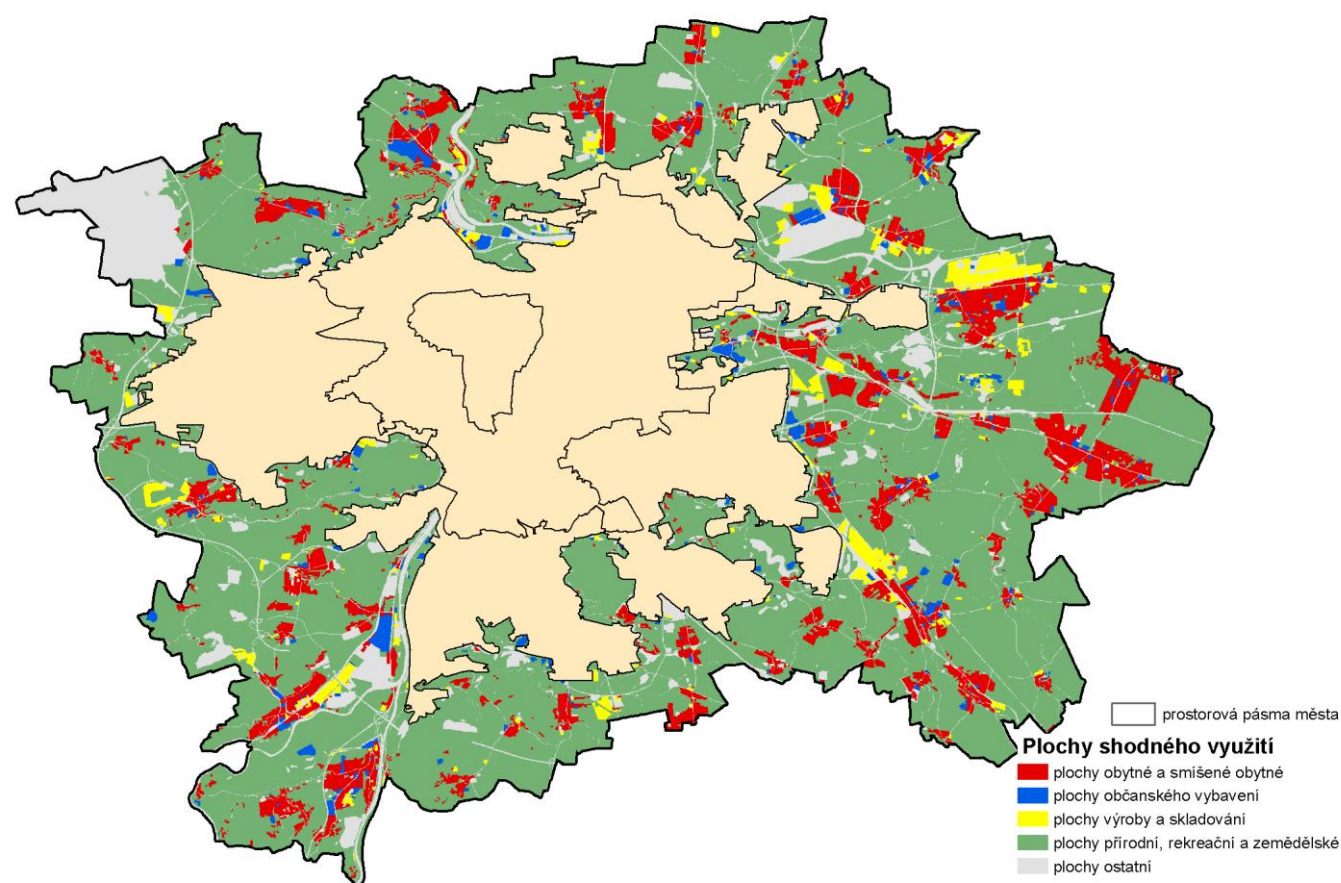 prostorová pásma města
Plochy shodného využití
plochy obytné a smíšené obytné
plochy občanského vybavení
plochy výroby a skladování
plochy přírodní, rekreační a zemědělské
plochy ostatní